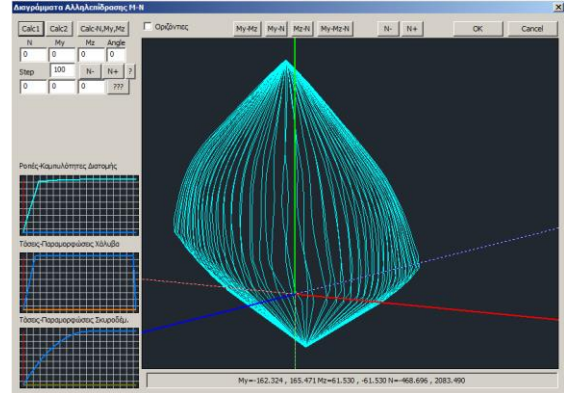 Διαγράμματα Αλληλεπίδρασης M-N
Calc1 Calc2 Calc-N,My,Mz Οριζόντιες My-Mz My-N Mz-N My-Mz-N N- N+ OK Cancel
N My Mz Angle
0 0 0 0
Step 100 N- N+ ?
0 0 0 ???
Ροπές-Καμπυλότητες Διατομής
Τάσεις-Παραμορφώσεις Χάλυβα
Τάσεις-Παραμορφώσεις Σκυροδέμ.
My=-162.324 , 165.471 Mz=61.530 , -61.530 N=-468.696 , 2083.490